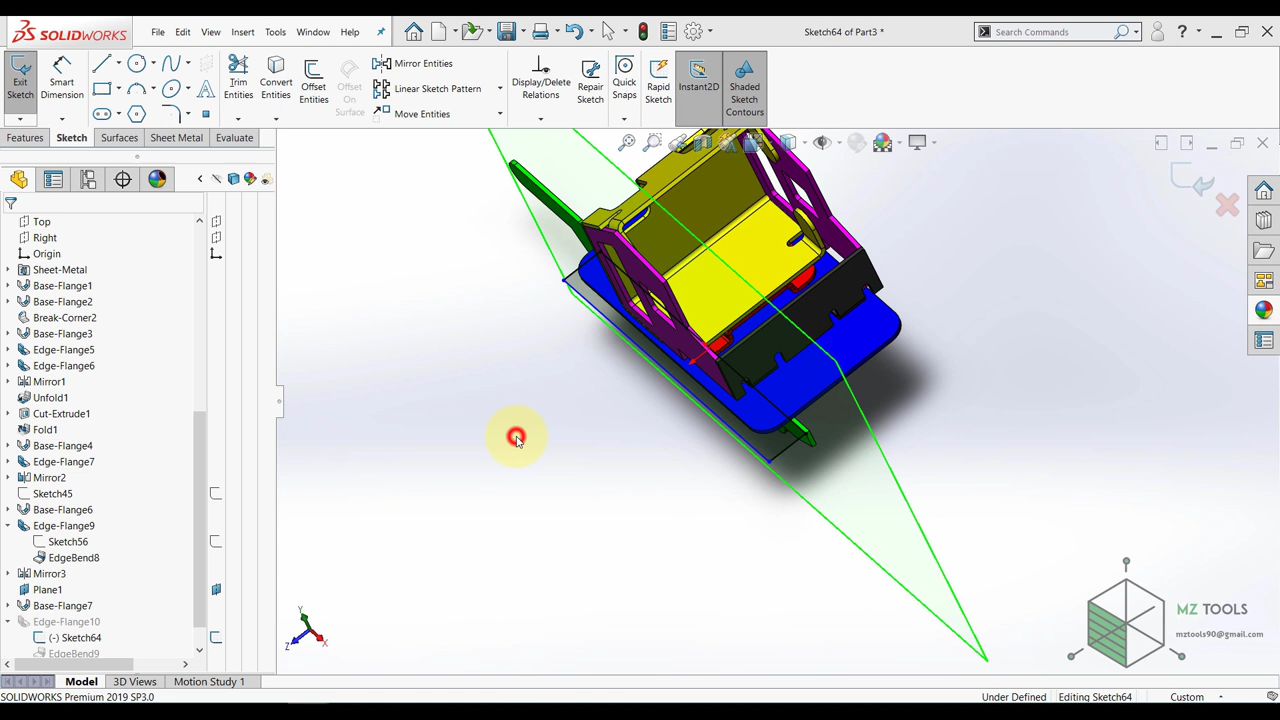 SOLIDWORKS
File Edit View Insert Tools Window Help
Sketch64 of Part3 *
Search Commands
Exit Sketch
Smart Dimension
Trim Entities
Convert Entities
Offset Entities
Offset On Surface
Mirror Entities
Linear Sketch Pattern
Move Entities
Display/Delete Relations
Repair Sketch
Quick Snaps
Rapid Sketch
Instant2D
Shaded Sketch Contours
Features Sketch Surfaces Sheet Metal Evaluate
Top
Right
Origin
Sheet-Metal
Base-Flange1
Base-Flange2
Break-Corner2
Base-Flange3
Edge-Flange5
Edge-Flange6
Mirror1
Unfold1
Cut-Extrude1
Fold1
Base-Flange4
Edge-Flange7
Mirror2
Sketch45
Base-Flange6
Edge-Flange9
Sketch56
EdgeBend8
Mirror3
Plane1
Base-Flange7
Edge-Flange10
(-) Sketch64
EdgeBend9
Y
Z
X
MZ TOOLS
mztools90@gmail.com
Model 3D Views Motion Study 1
SOLIDWORKS Premium 2019 SP3.0
Under Defined Editing Sketch64 Custom